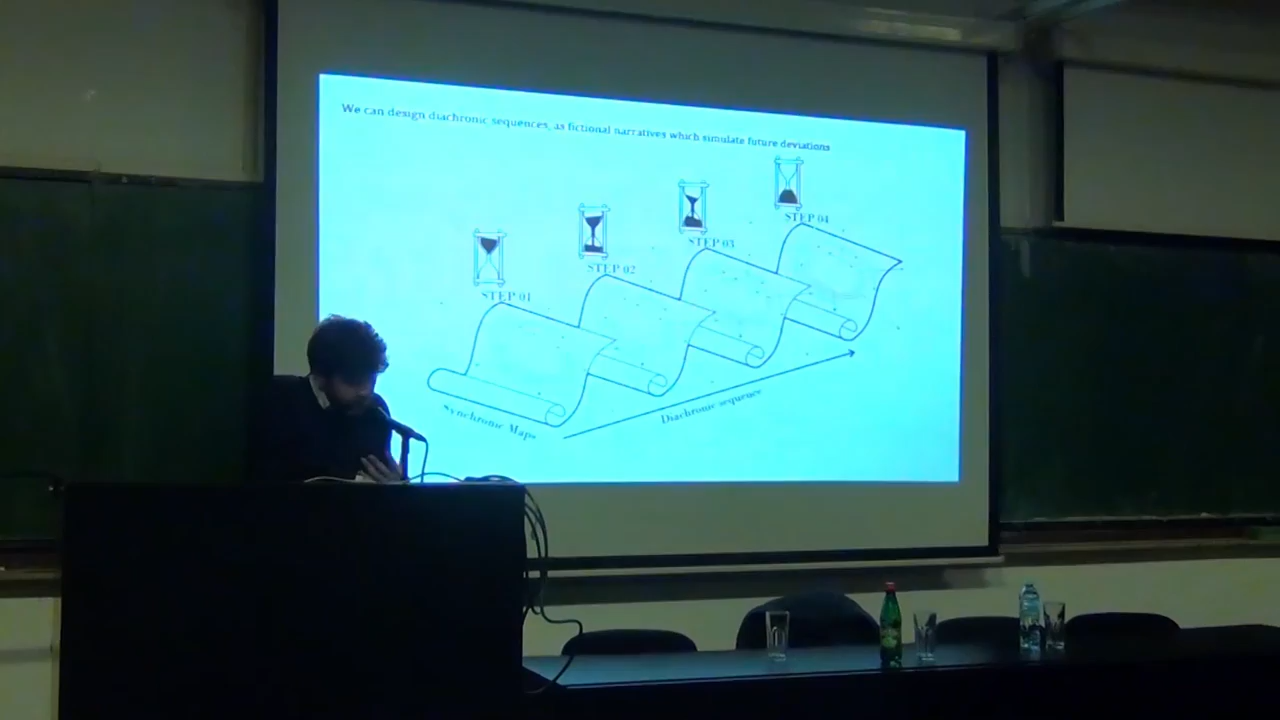 We can design diachronic sequences, as fictional narratives which simulate future deviations
STEP 01
STEP 02
STEP 03
STEP 04
Synchronic Maps
Diachronic sequence